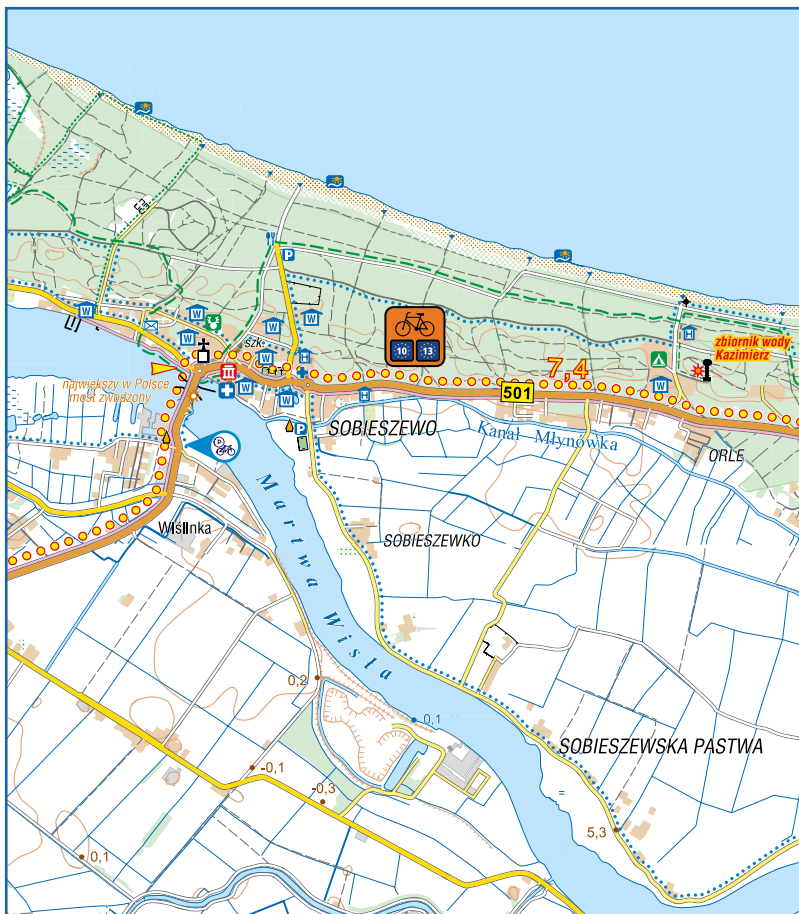 P
W
W
W
W
szk.
W
W
W
H
10 13
7,4
H
zbiornik wody
Kazimierz
W
501
H
największy w Polsce
most zwodzony
P
P
SOBIESZEWO
Kanał Młynówka
ORLE
Wiślinka
SOBIESZEWKO
Martwa Wisła
0,2
0,1
SOBIESZEWSKA PASTWA
-0,1
-0,3
5,3
0,1